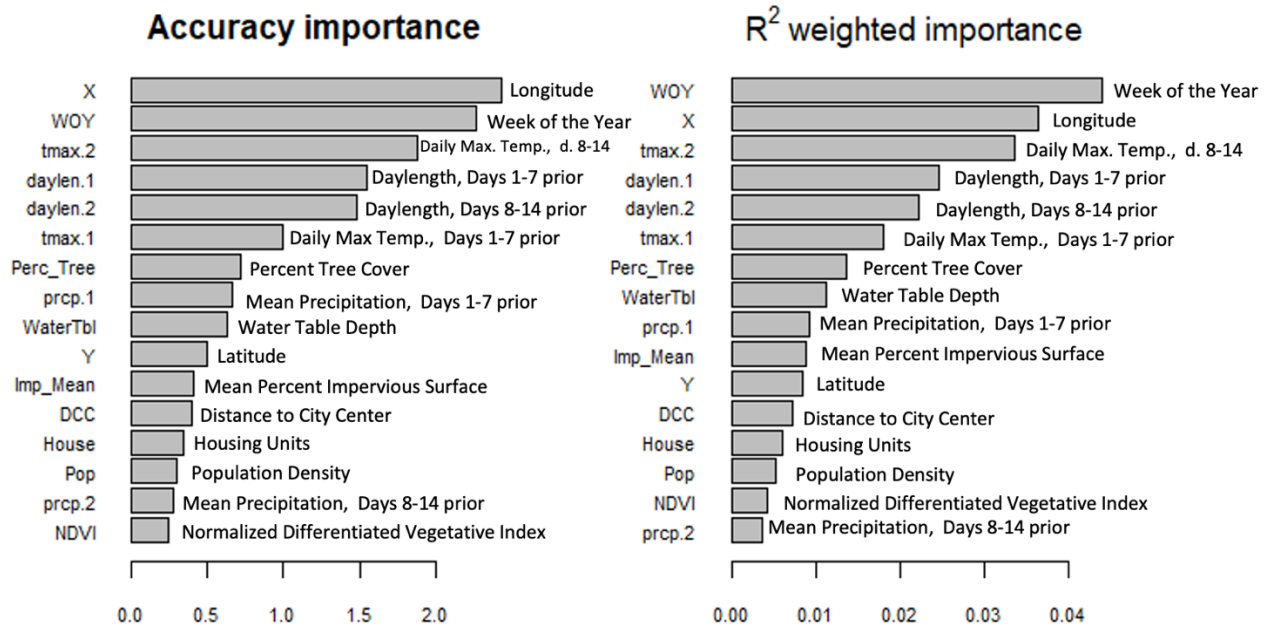 Accuracy importance
X Longitude
WOY Week of the Year
tmax.2 Daily Max. Temp., d. 8-14
daylen.1 Daylength, Days 1-7 prior
daylen.2 Daylength, Days 8-14 prior
tmax.1 Daily Max Temp., Days 1-7 prior
Perc_Tree Percent Tree Cover
prcp.1 Mean Precipitation, Days 1-7 prior
WaterTbl Water Table Depth
Y Latitude
Imp_Mean Mean Percent Impervious Surface
DCC Distance to City Center
House Housing Units
Pop Population Density
prcp.2 Mean Precipitation, Days 8-14 prior
NDVI Normalized Differentiated Vegetative Index
0.0 0.5 1.0 1.5 2.0
R² weighted importance
WOY Week of the Year
X Longitude
tmax.2 Daily Max. Temp., d. 8-14
daylen.1 Daylength, Days 1-7 prior
daylen.2 Daylength, Days 8-14 prior
tmax.1 Daily Max Temp., Days 1-7 prior
Perc_Tree Percent Tree Cover
WaterTbl Water Table Depth
prcp.1 Mean Precipitation, Days 1-7 prior
Imp_Mean Mean Percent Impervious Surface
Y Latitude
DCC Distance to City Center
House Housing Units
Pop Population Density
NDVI Normalized Differentiated Vegetative Index
prcp.2 Mean Precipitation, Days 8-14 prior
0.00 0.01 0.02 0.03 0.04